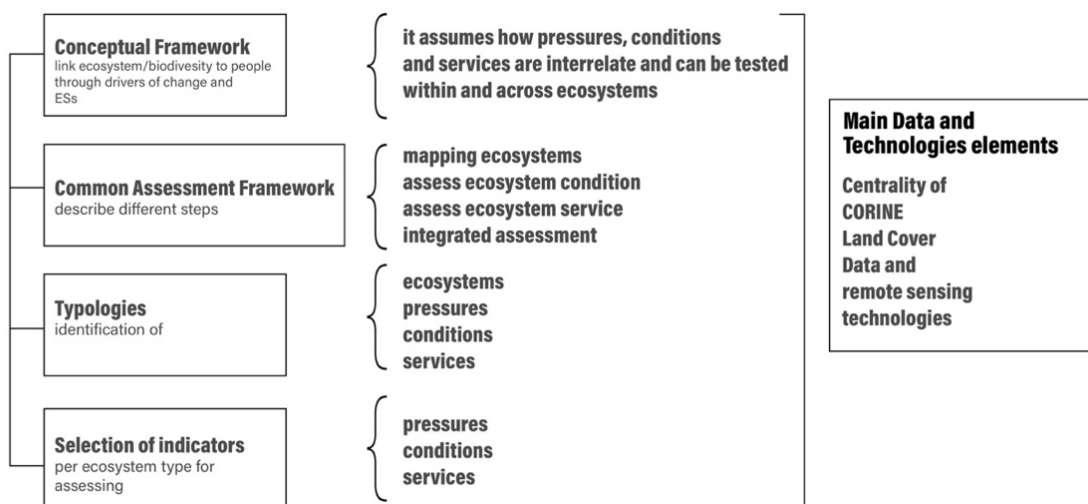 Conceptual Framework
link ecosystem/biodiversity to people
through drivers of change and
ESs
it assumes how pressures, conditions
and services are interrelate and can be tested
within and across ecosystems
Common Assessment Framework
describe different steps
mapping ecosystems
assess ecosystem condition
assess ecosystem service
integrated assessment
Typologies
identification of
ecosystems
pressures
conditions
services
Selection of indicators
per ecosystem type for
assessing
pressures
conditions
services
Main Data and
Technologies elements
Centrality of
CORINE
Land Cover
Data and
remote sensing
technologies